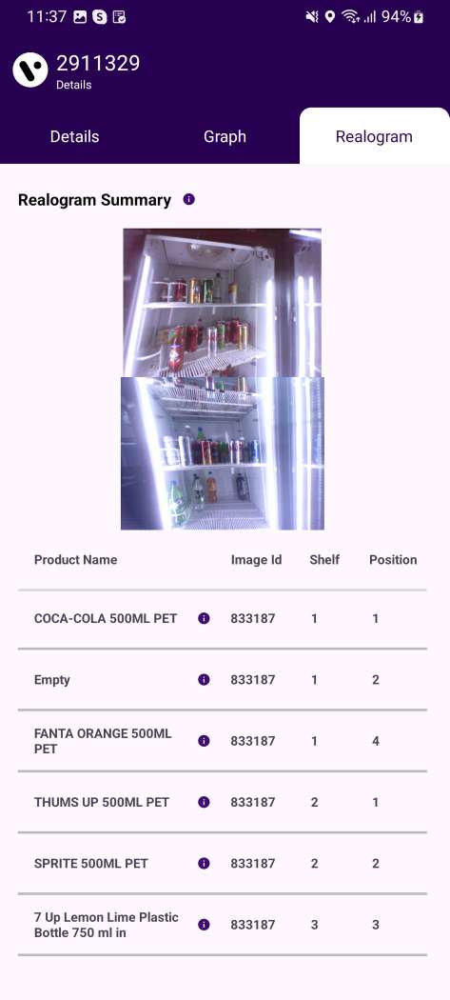 11:37 94%
2911329
Details
Details Graph Realogram
Realogram Summary
Product Name Image Id Shelf Position
COCA-COLA 500ML PET 833187 1 1
Empty 833187 1 2
FANTA ORANGE 500ML
PET 833187 1 4
THUMS UP 500ML PET 833187 2 1
SPRITE 500ML PET 833187 2 2
7 Up Lemon Lime Plastic
Bottle 750 ml in 833187 3 3